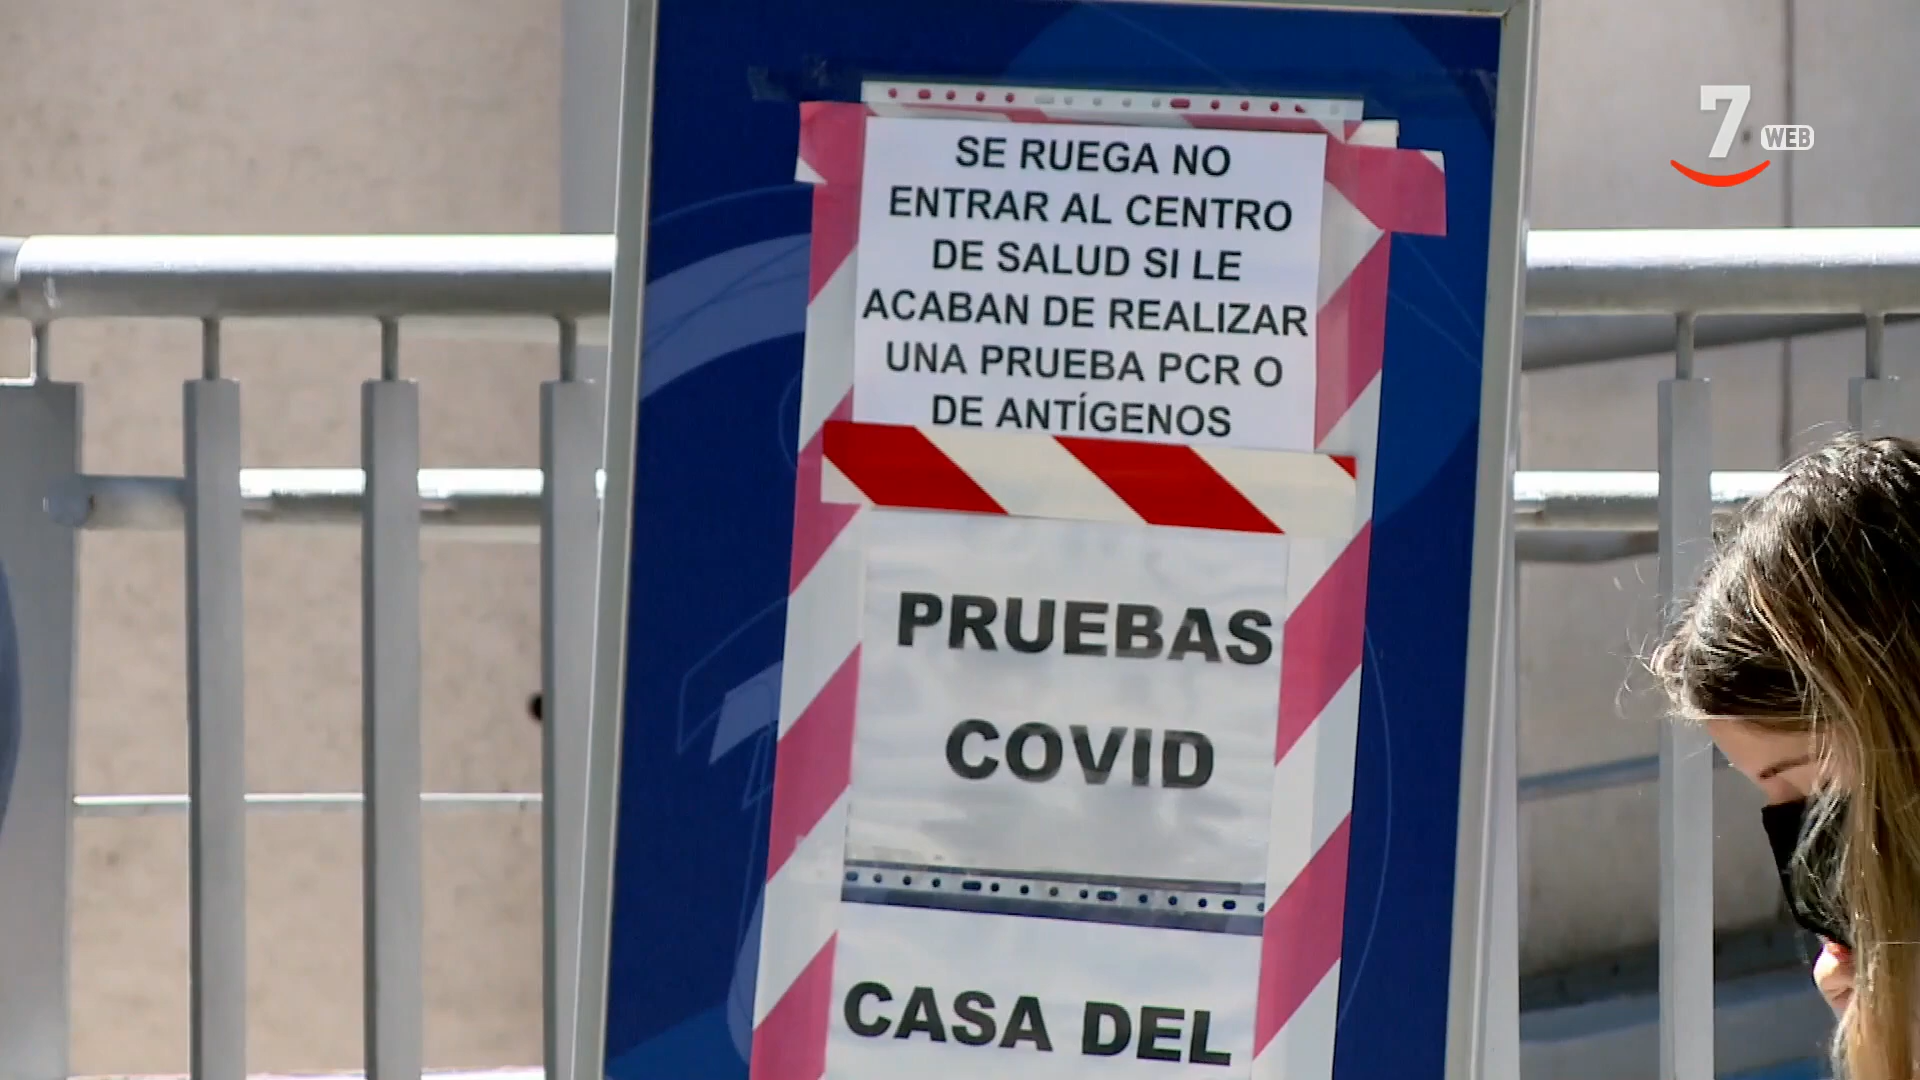 7
WEB
SE RUEGA NO
ENTRAR AL CENTRO
DE SALUD SI LE
ACABAN DE REALIZAR
UNA PRUEBA PCR O
DE ANTÍGENOS
PRUEBAS
COVID
CASA DEL